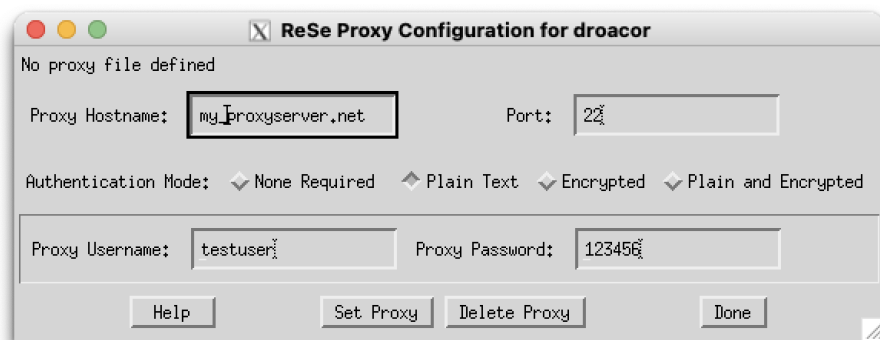 ReSe Proxy Configuration for droacor
No proxy file defined
Proxy Hostname: my_proxyserver.net Port: 22
Authentication Mode: None Required Plain Text Encrypted Plain and Encrypted
Proxy Username: testuser Proxy Password: 123456
Help Set Proxy Delete Proxy Done